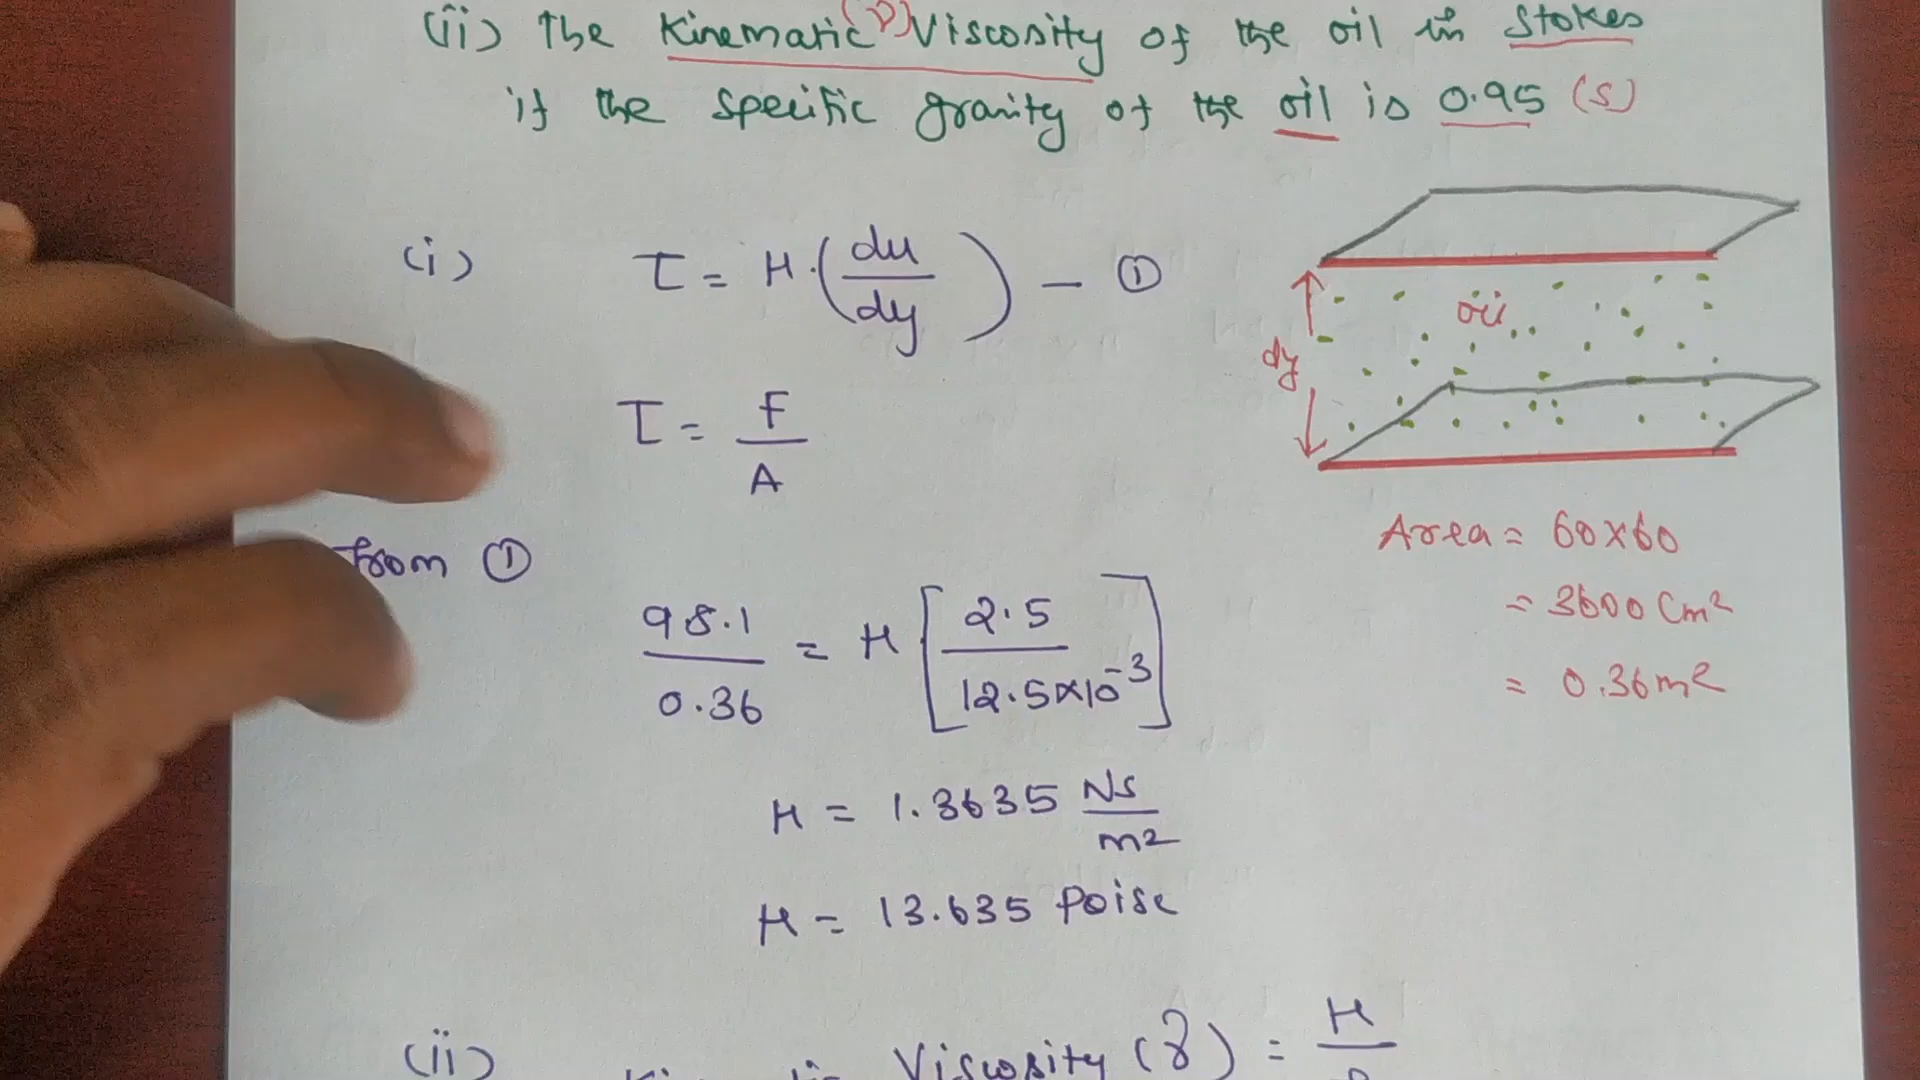 (ii) The Kinematic (ν) Viscosity of the oil in Stokes
if the specific gravity of the oil is 0.95 (S)
(i) τ = μ.(du/dy) — ①
oil
dy
τ = F/A
Area = 60×60
= 3600 Cm²
= 0.36m²
from ①
98.1/0.36 = μ [2.5/12.5×10⁻³]
μ = 1.3635 Ns/m²
μ = 13.635 Poise
(ii) Viscosity (γ) = μ/